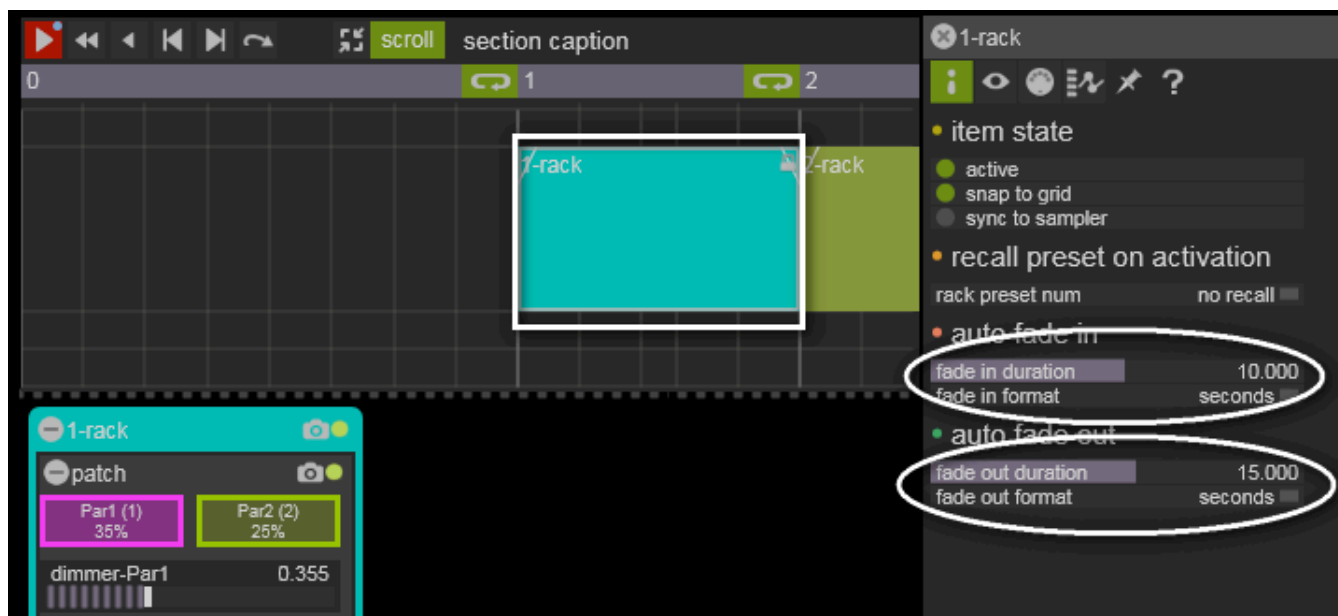 scroll section caption
0 1 2
1-rack
2-rack
1-rack
patch
Par1 (1)
35%
Par2 (2)
25%
dimmer-Par1 0.355
1-rack
?
item state
active
snap to grid
sync to sampler
recall preset on activation
rack preset num no recall
auto fade in
fade in duration 10.000
fade in format seconds
auto fade out
fade out duration 15.000
fade out format seconds